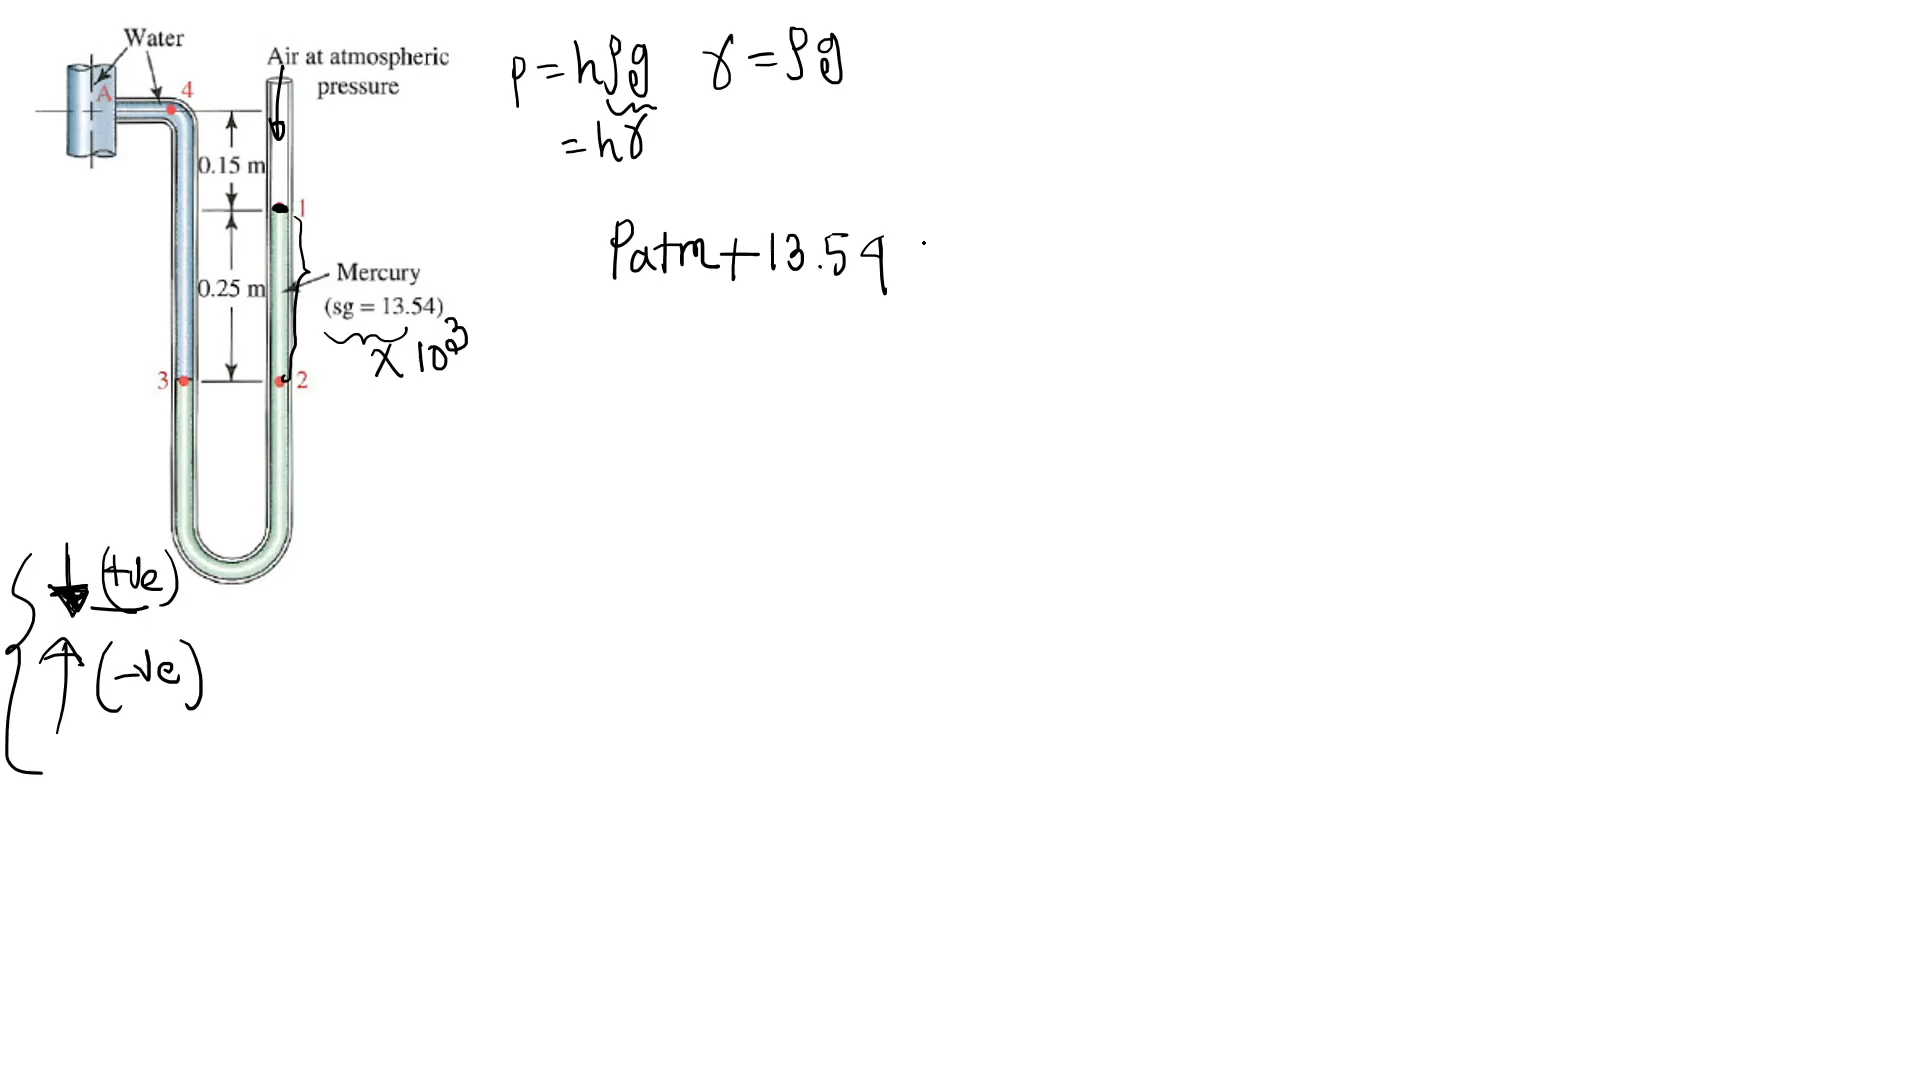 Water
Air at atmospheric
pressure
A
4
0.15 m
1
0.25 m
Mercury
(sg = 13.54)
× 10³
3
2
(+ve)
(-ve)
P = hρg
γ = ρg
= hγ
Patm + 13.54